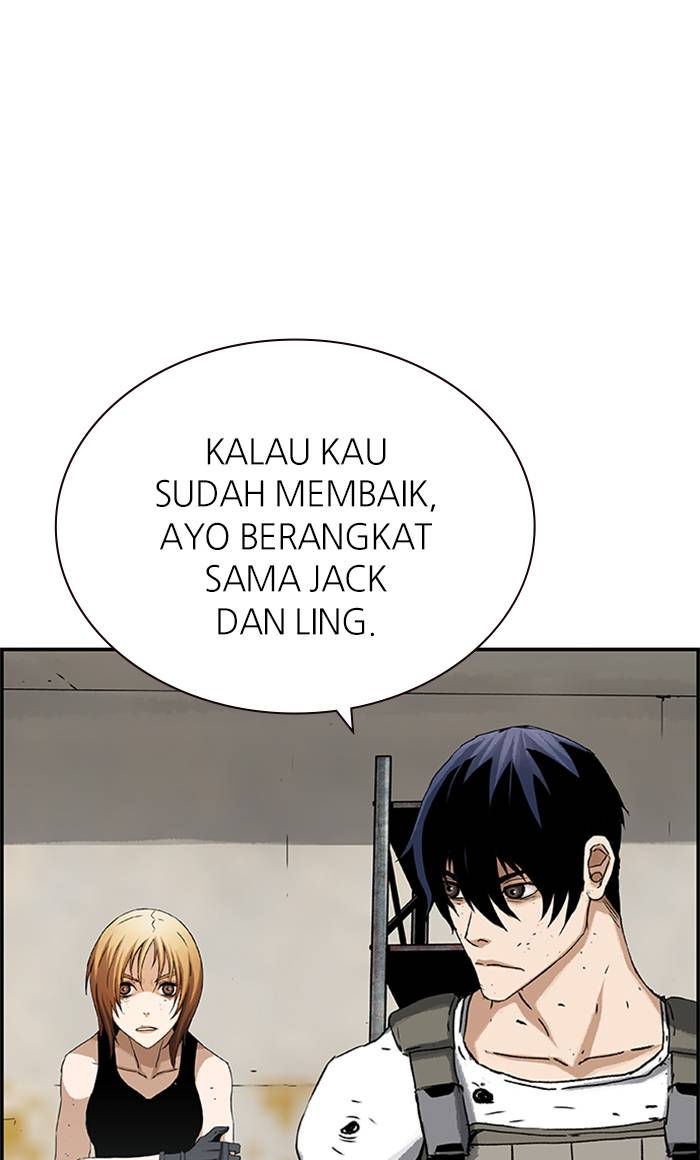 KALAU KAU
SUDAH MEMBAIK,
AYO BERANGKAT
SAMA JACK
DAN LING.